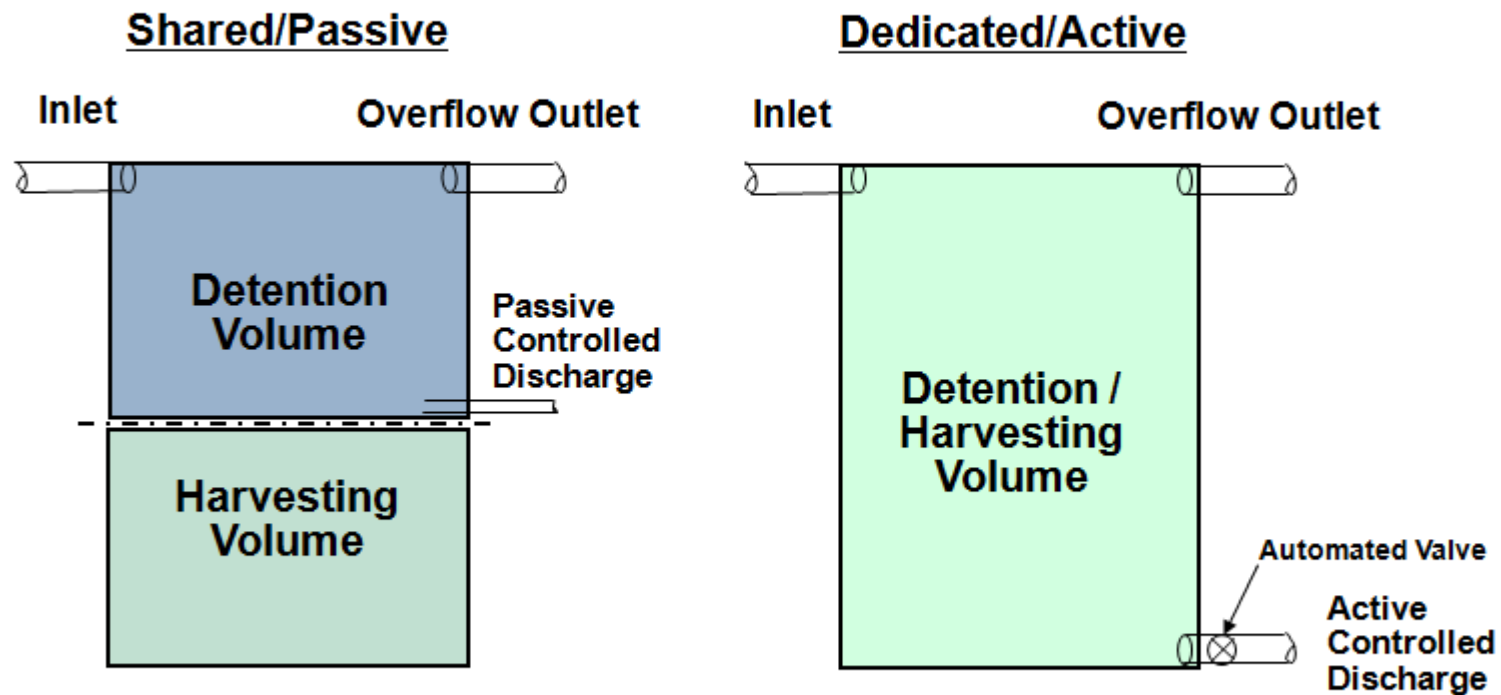 Shared/Passive
Inlet
Overflow Outlet
Detention
Volume
Passive
Controlled
Discharge
Harvesting
Volume
Dedicated/Active
Inlet
Overflow Outlet
Detention /
Harvesting
Volume
Automated Valve
Active
Controlled
Discharge